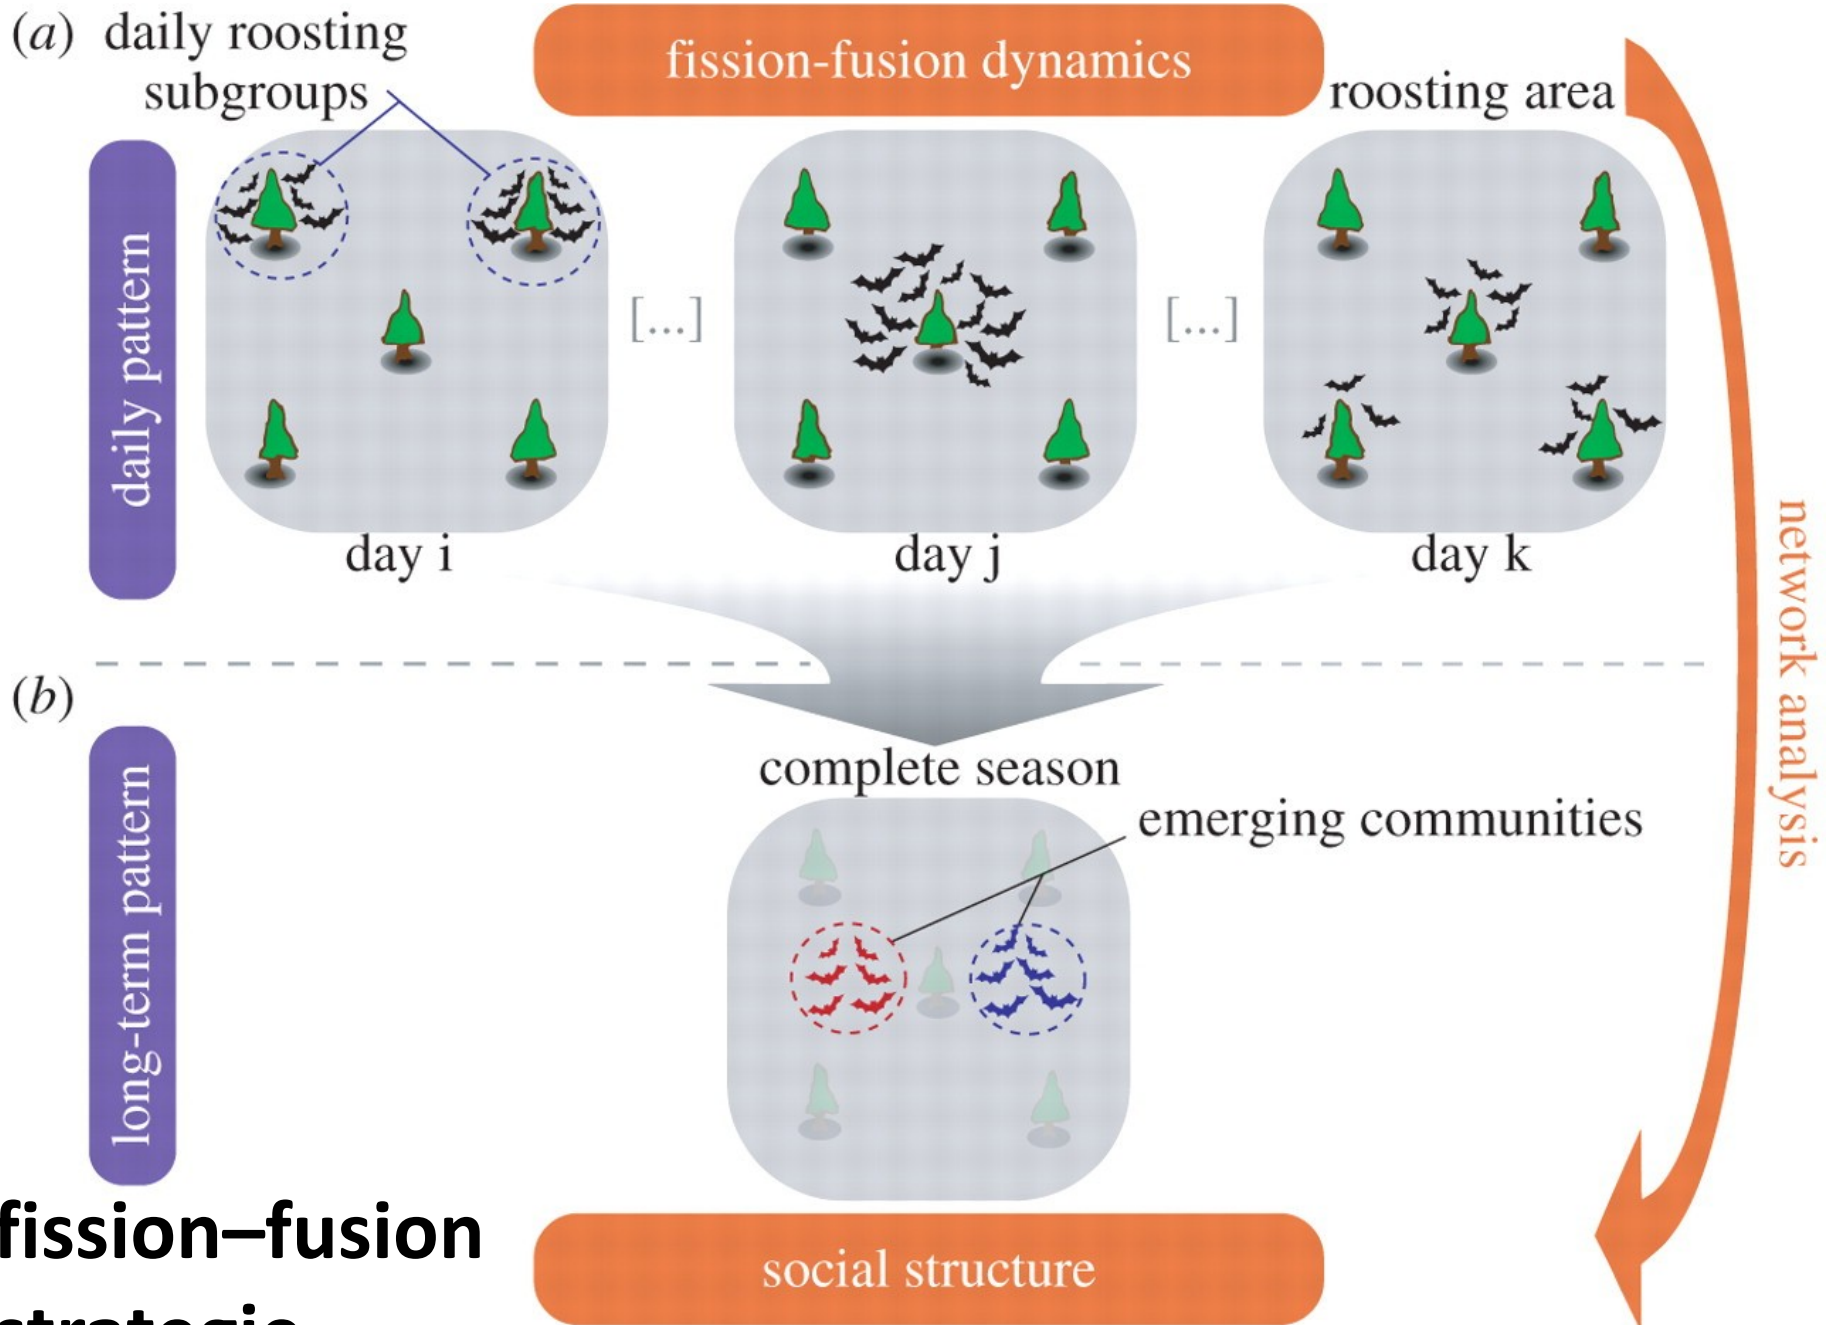 (a) daily roosting
subgroups
fission-fusion dynamics
roosting area
daily pattern
[...]
[...]
day i
day j
day k
network analysis
(b)
long-term pattern
complete season
emerging communities
fission–fusion
strategie
social structure